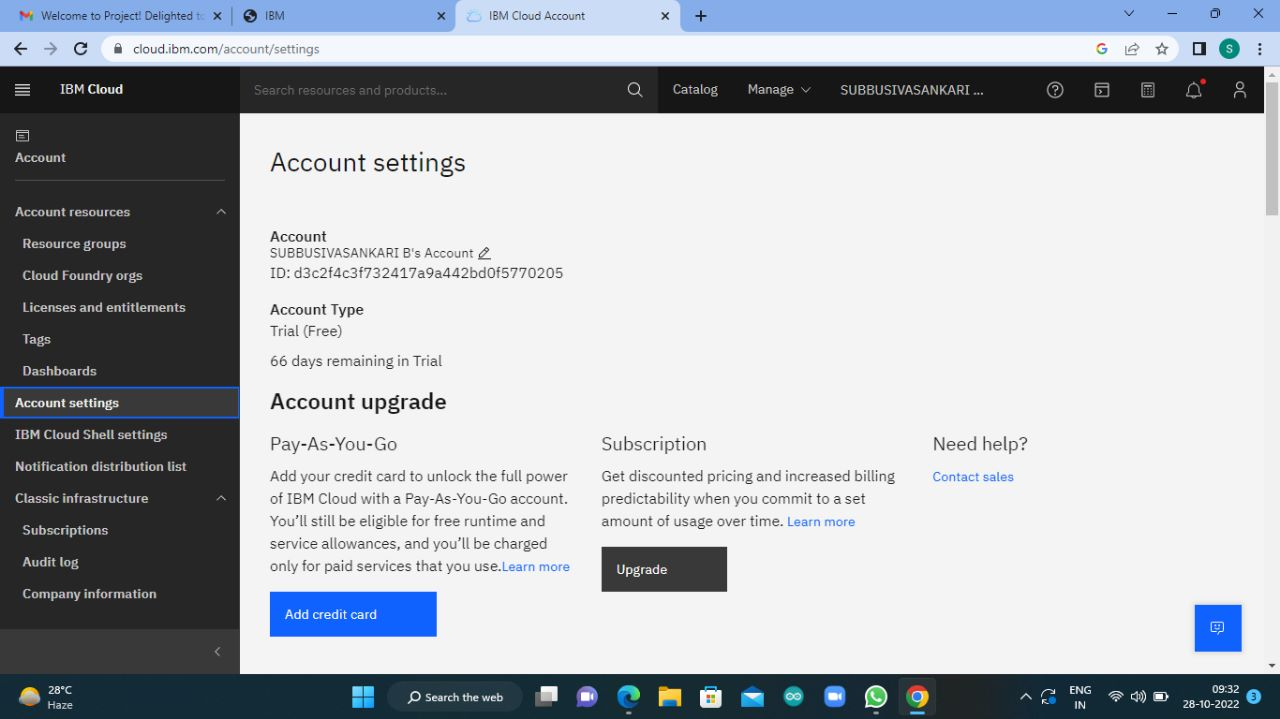 Welcome to Project! Delighted to
IBM
IBM Cloud Account
cloud.ibm.com/account/settings
S
IBM Cloud
Search resources and products...
Catalog
Manage
SUBBUSIVASANKARI ...
Account
Account resources
Resource groups
Cloud Foundry orgs
Licenses and entitlements
Tags
Dashboards
Account settings
IBM Cloud Shell settings
Notification distribution list
Classic infrastructure
Subscriptions
Audit log
Company information
Account settings
Account
SUBBUSIVASANKARI B's Account
ID: d3c2f4c3f732417a9a442bd0f5770205
Account Type
Trial (Free)
66 days remaining in Trial
Account upgrade
Pay-As-You-Go
Add your credit card to unlock the full power
of IBM Cloud with a Pay-As-You-Go account.
You’ll still be eligible for free runtime and
service allowances, and you’ll be charged
only for paid services that you use.Learn more
Add credit card
Subscription
Get discounted pricing and increased billing
predictability when you commit to a set
amount of usage over time. Learn more
Upgrade
Need help?
Contact sales
28°C
Haze
Search the web
ENG
IN
09:32
28-10-2022
3